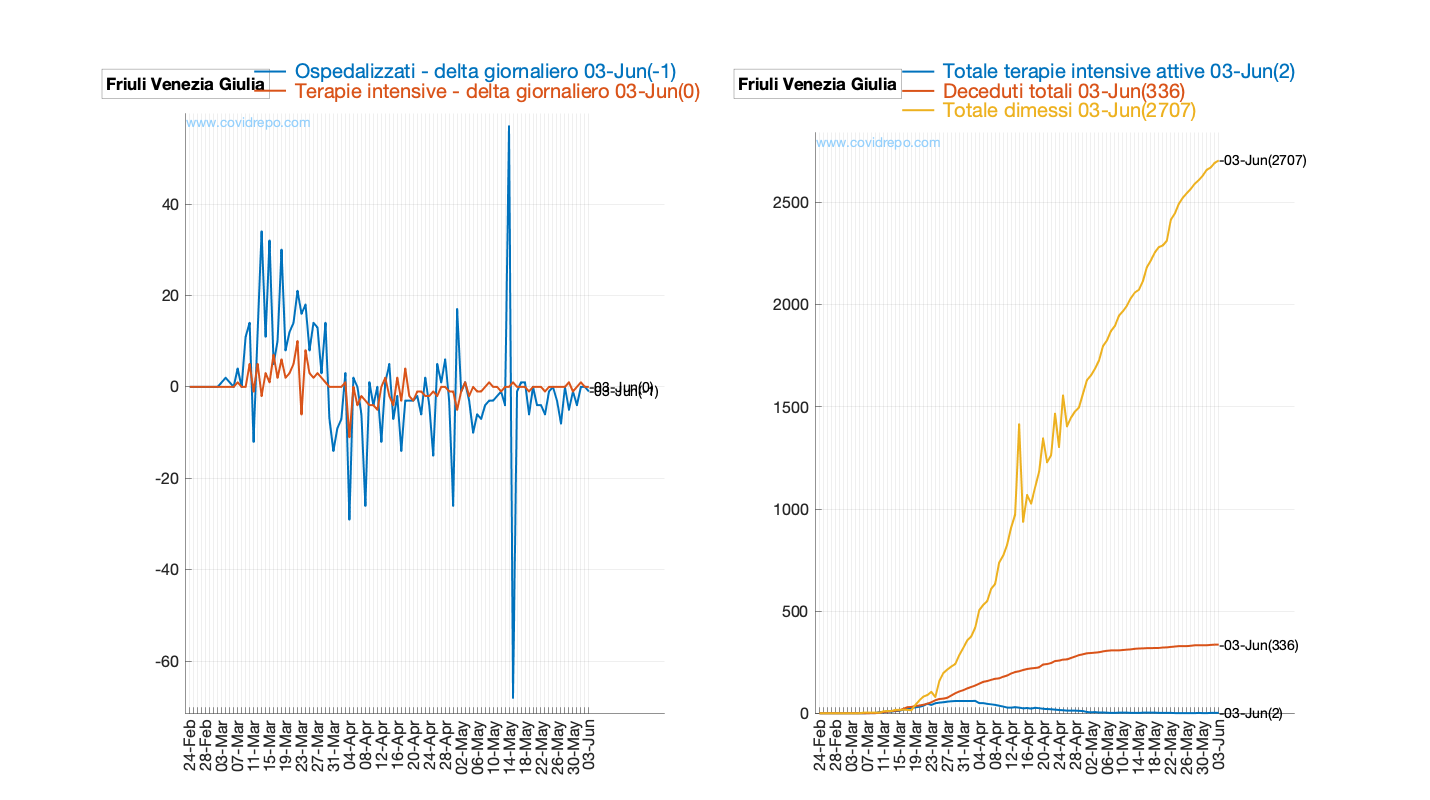 Friuli Venezia Giulia
Ospedalizzati - delta giornaliero 03-Jun(-1)
Terapie intensive - delta giornaliero 03-Jun(0)
www.covidrepo.com
40
20
0
-20
-40
-60
-03-Jun(0)
-03-Jun(-1)
24-Feb
28-Feb
03-Mar
07-Mar
11-Mar
15-Mar
19-Mar
23-Mar
27-Mar
31-Mar
04-Apr
08-Apr
12-Apr
16-Apr
20-Apr
24-Apr
28-Apr
02-May
06-May
10-May
14-May
18-May
22-May
26-May
30-May
03-Jun
Friuli Venezia Giulia
Totale terapie intensive attive 03-Jun(2)
Deceduti totali 03-Jun(336)
Totale dimessi 03-Jun(2707)
www.covidrepo.com
2500
2000
1500
1000
500
0
-03-Jun(2707)
-03-Jun(336)
-03-Jun(2)
24-Feb
28-Feb
03-Mar
07-Mar
11-Mar
15-Mar
19-Mar
23-Mar
27-Mar
31-Mar
04-Apr
08-Apr
12-Apr
16-Apr
20-Apr
24-Apr
28-Apr
02-May
06-May
10-May
14-May
18-May
22-May
26-May
30-May
03-Jun